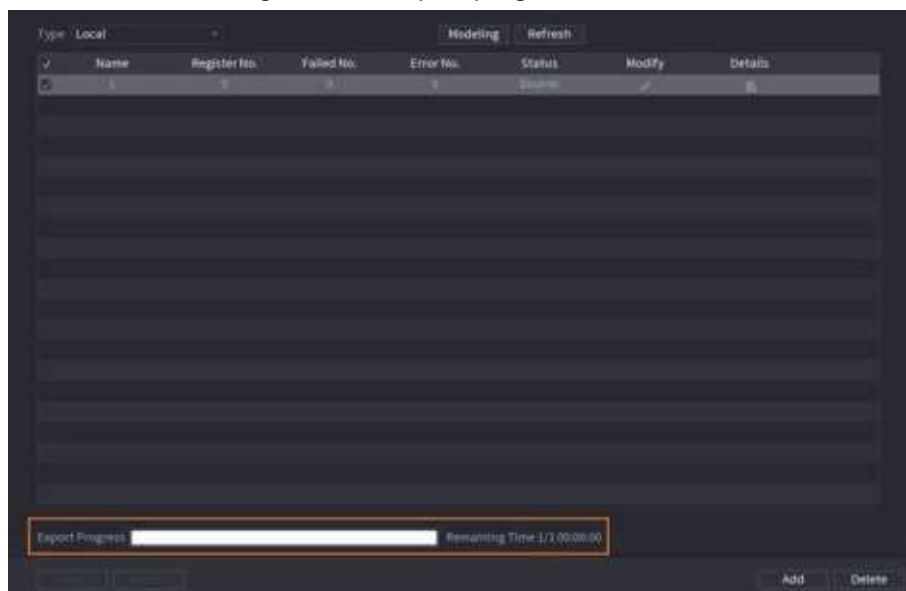 Type Local Modeling Refresh
Name Register No. Failed No. Error No. Status Modify Details
Export Progress Remaining Time 1/1 00:00:00
Add Delete